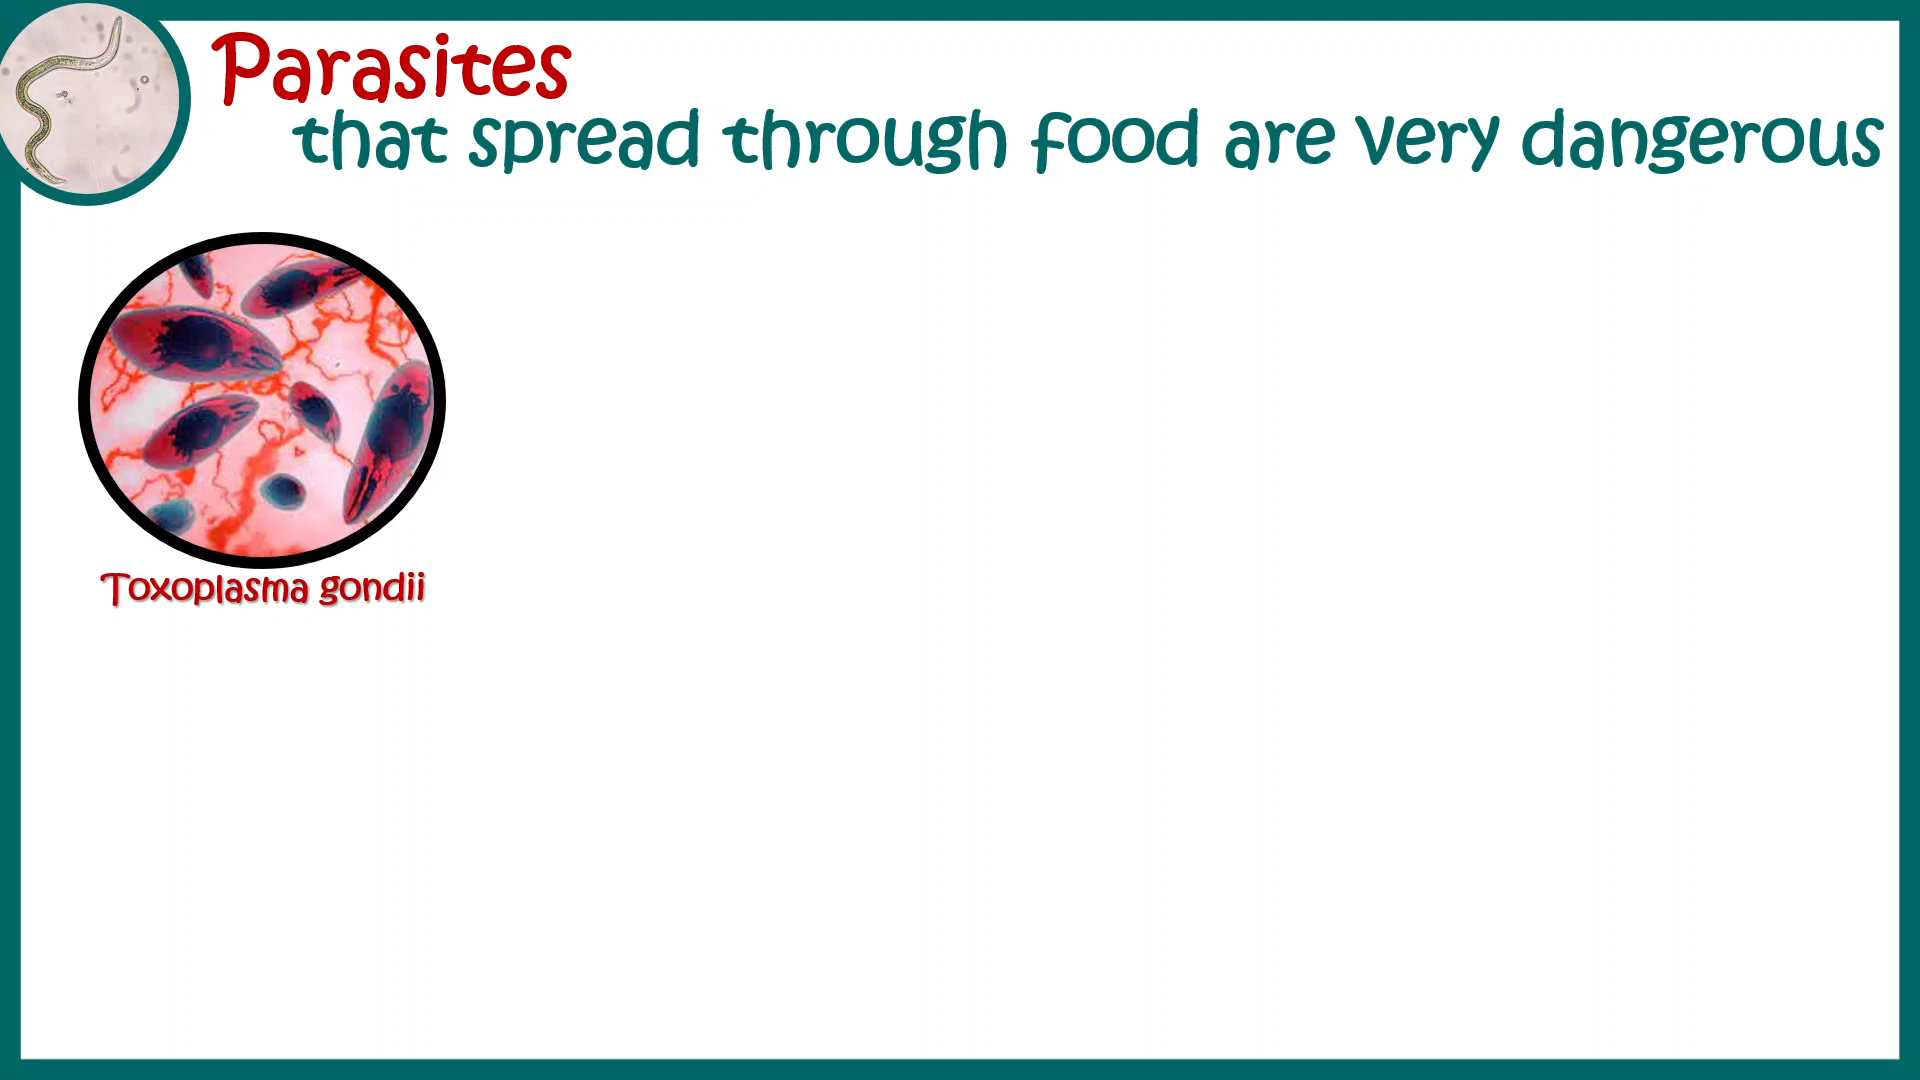 Parasites
that spread through food are very dangerous
Toxoplasma gondii